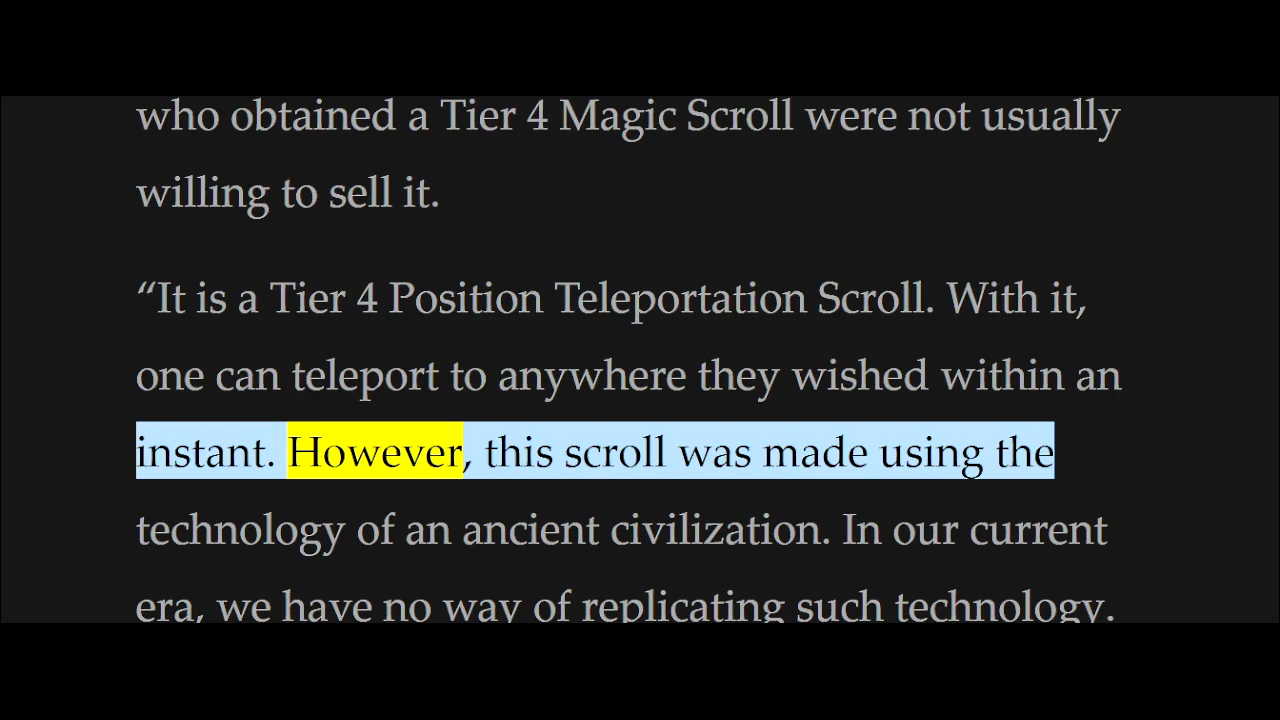 who obtained a Tier 4 Magic Scroll were not usually
willing to sell it.
“It is a Tier 4 Position Teleportation Scroll. With it,
one can teleport to anywhere they wished within an
instant. However, this scroll was made using the
technology of an ancient civilization. In our current
era, we have no way of replicating such technology.